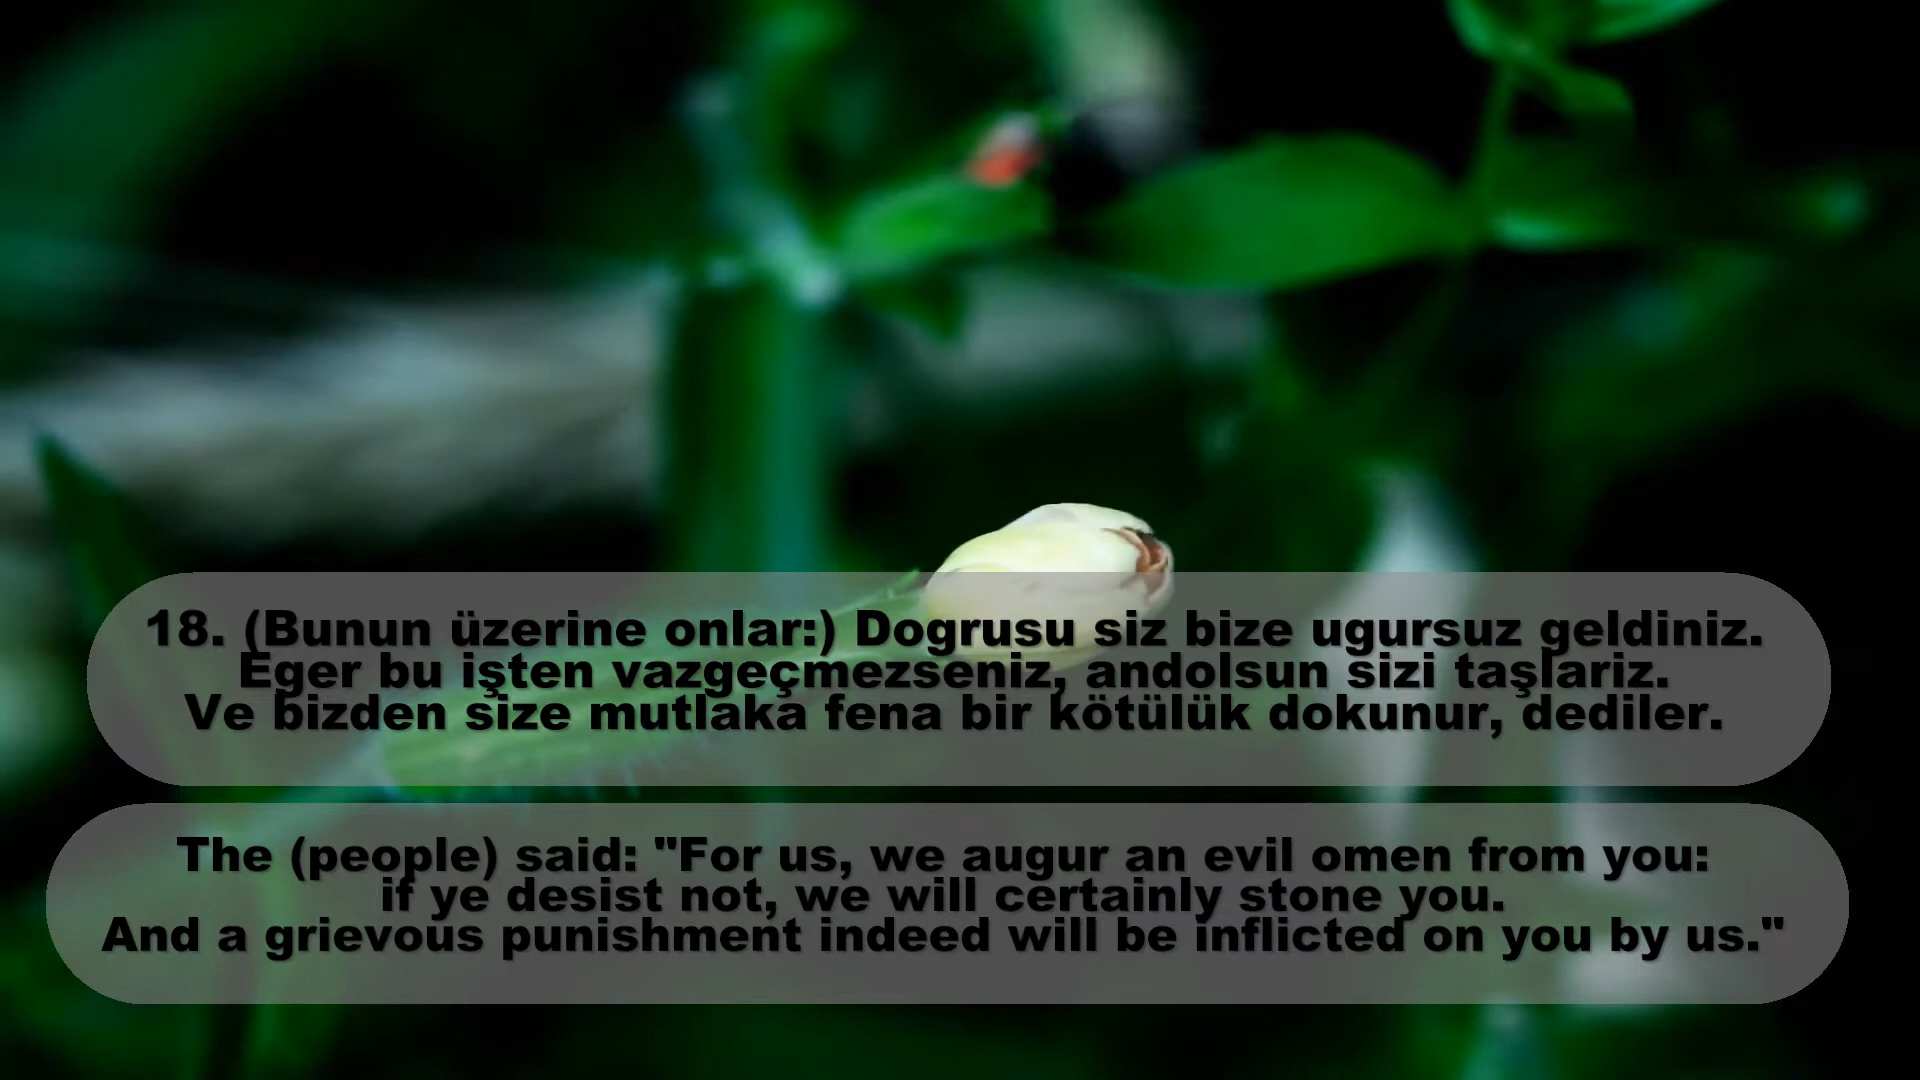 18. (Bunun üzerine onlar:) Dogrusu siz bize ugursuz geldiniz.
Eger bu işten vazgeçmezseniz, andolsun sizi taşlariz.
Ve bizden size mutlaka fena bir kötülük dokunur, dediler.
The (people) said: "For us, we augur an evil omen from you:
if ye desist not, we will certainly stone you.
And a grievous punishment indeed will be inflicted on you by us."